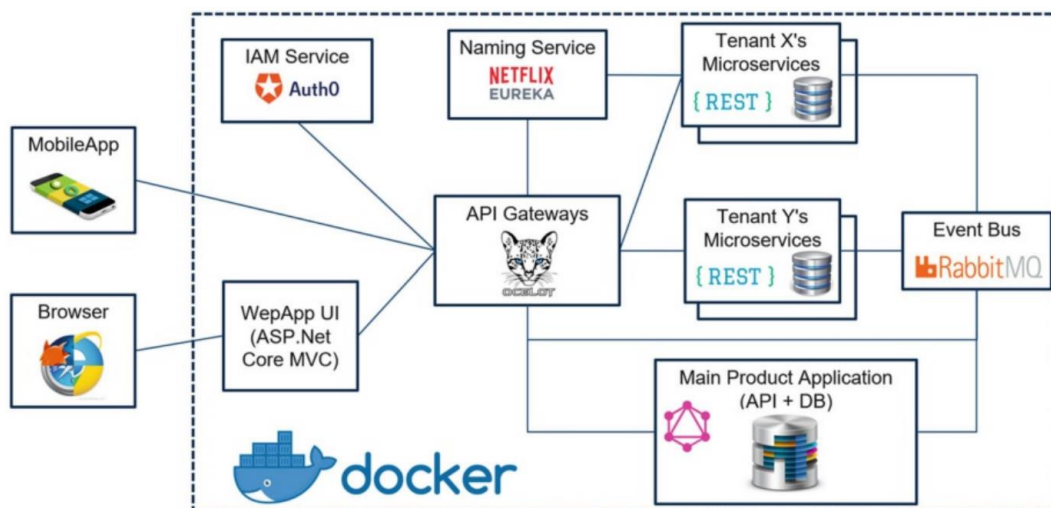 IAM Service
Auth0
Naming Service
NETFLIX
EUREKA
Tenant X's
Microservices
{ REST }
MobileApp
API Gateways
OCELOT
Tenant Y's
Microservices
{ REST }
Event Bus
RabbitMQ
Browser
WepApp UI
(ASP.Net
Core MVC)
Main Product Application
(API + DB)
docker